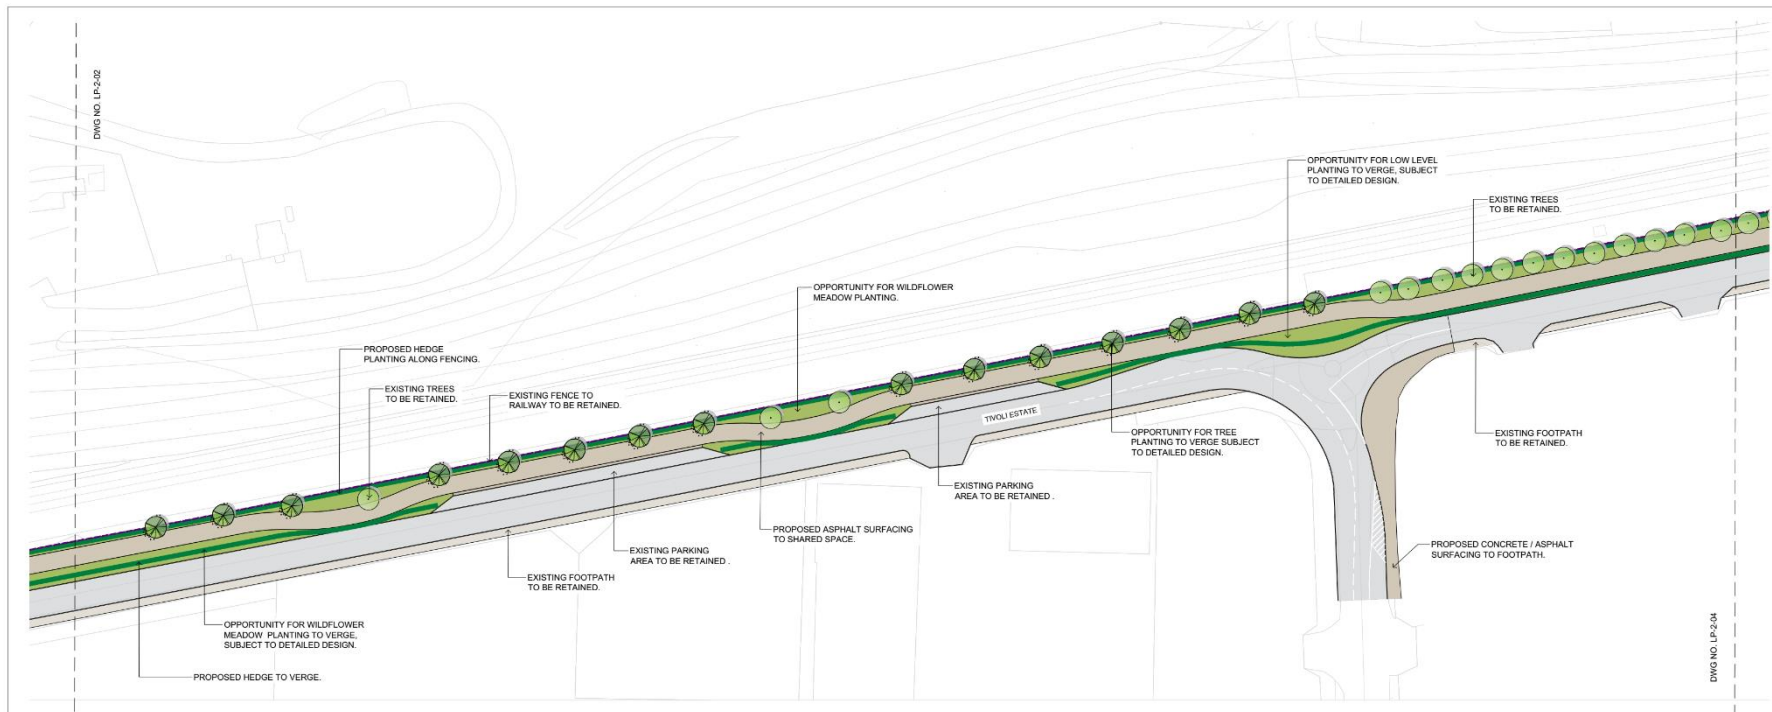 DWG NO. LP-2-02
OPPORTUNITY FOR LOW LEVEL
PLANTING TO VERGE, SUBJECT
TO DETAILED DESIGN.
EXISTING TREES
TO BE RETAINED.
OPPORTUNITY FOR WILDFLOWER
MEADOW PLANTING.
PROPOSED HEDGE
PLANTING ALONG FENCING.
EXISTING TREES
TO BE RETAINED.
EXISTING FENCE TO
RAILWAY TO BE RETAINED.
TIVOLI ESTATE
OPPORTUNITY FOR TREE
PLANTING TO VERGE SUBJECT
TO DETAILED DESIGN.
EXISTING FOOTPATH
TO BE RETAINED.
EXISTING PARKING
AREA TO BE RETAINED .
PROPOSED ASPHALT SURFACING
TO SHARED SPACE.
PROPOSED CONCRETE / ASPHALT
SURFACING TO FOOTPATH.
EXISTING PARKING
AREA TO BE RETAINED .
EXISTING FOOTPATH
TO BE RETAINED.
OPPORTUNITY FOR WILDFLOWER
MEADOW PLANTING TO VERGE,
SUBJECT TO DETAILED DESIGN.
PROPOSED HEDGE TO VERGE.
DWG NO. LP-2-04